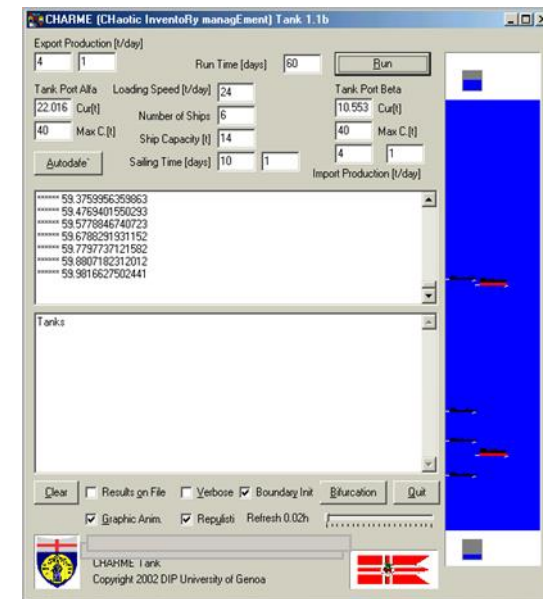 CHARME (CHaotic InventoRy managEment) Tank 1.1b
Export Production [t/day]
4 1 Run Time [days] 60 Run
Tank Port Alfa Loading Speed [t/day] 24 Tank Port Beta
22.016 Cur[t] Number of Ships 6 10.553 Cur[t]
40 Max C.[t] Ship Capacity [t] 14 40 Max C.[t]
Autodafe` Sailing Time [days] 10 1 4 1
Import Production [t/day]
****** 59.3759956359863
****** 59.4769401550293
****** 59.5778846740723
****** 59.6788291931152
****** 59.7797737121582
****** 59.8807182312012
****** 59.9816627502441
Tanks
Clear Results on File Verbose Boundary Init Bifurcation Quit
Graphic Anim. Repulisti Refresh 0.02h
CHARME Tank
Copyright 2002 DIP University of Genoa